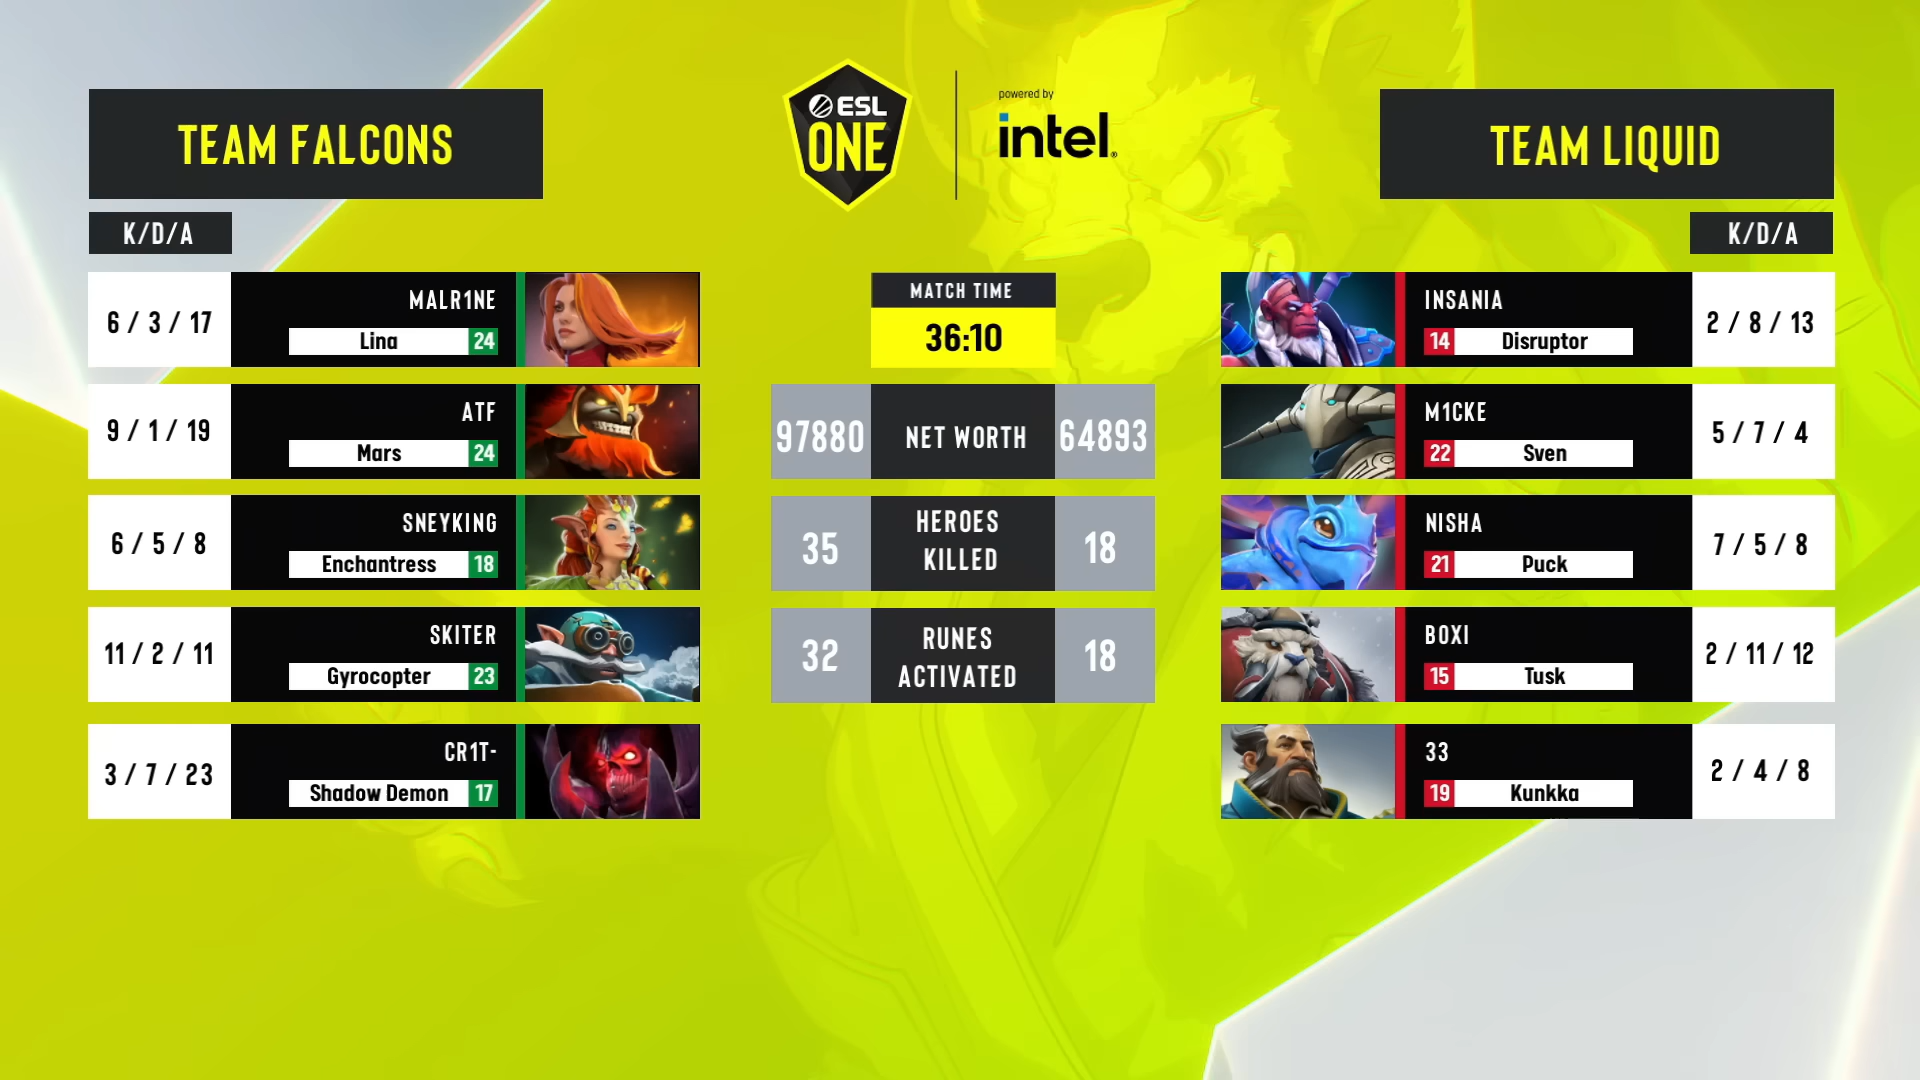 TEAM FALCONS
ESL
ONE
powered by
intel®
TEAM LIQUID
K/D/A
K/D/A
6 / 3 / 17
MALR1NE
Lina 24
9 / 1 / 19
ATF
Mars 24
6 / 5 / 8
SNEYKING
Enchantress 18
11 / 2 / 11
SKITER
Gyrocopter 23
3 / 7 / 23
CR1T-
Shadow Demon 17
MATCH TIME
36:10
97880 NET WORTH 64893
35 HEROES KILLED 18
32 RUNES ACTIVATED 18
INSANIA
14 Disruptor
2 / 8 / 13
M1CKE
22 Sven
5 / 7 / 4
NISHA
21 Puck
7 / 5 / 8
BOXI
15 Tusk
2 / 11 / 12
33
19 Kunkka
2 / 4 / 8